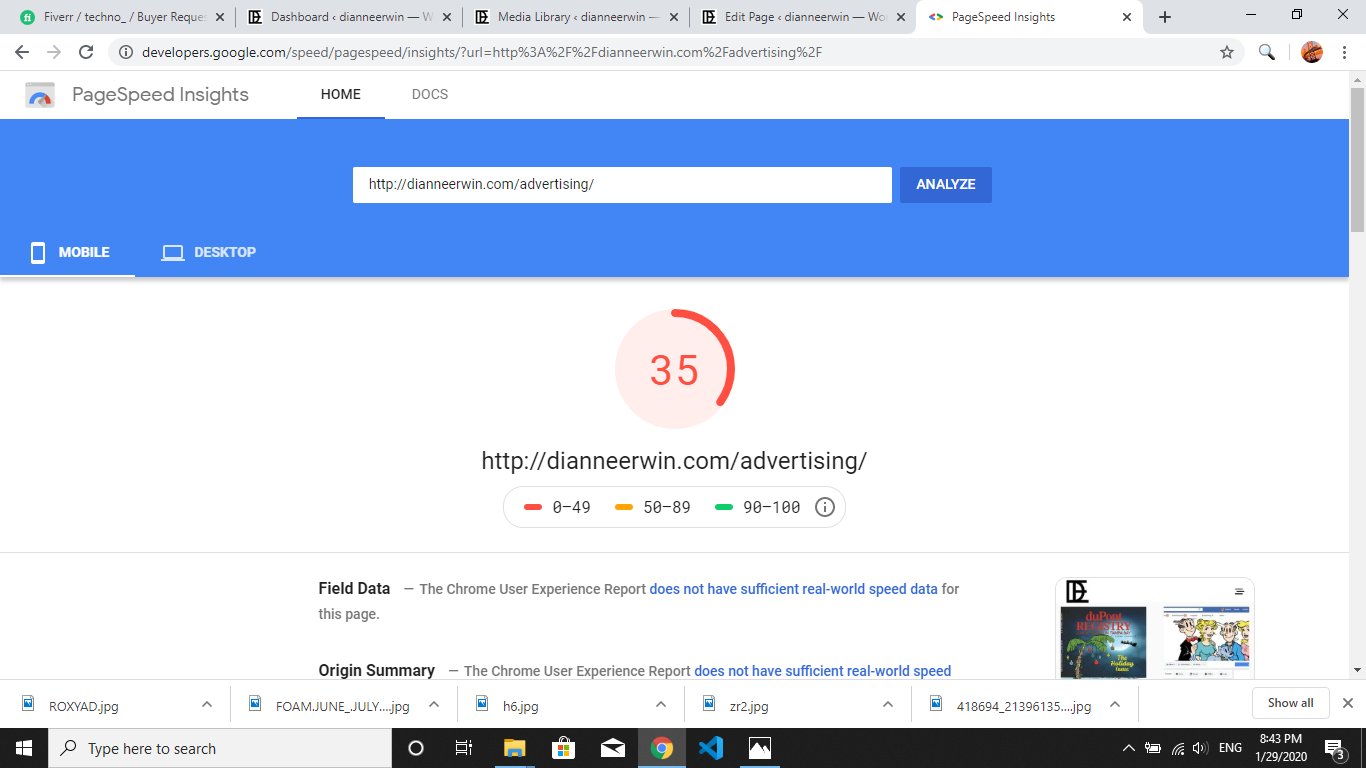 Fiverr / techno_ / Buyer Reques
Dashboard ‹ dianneerwin — W
Media Library ‹ dianneerwin —
Edit Page ‹ dianneerwin — Wo
PageSpeed Insights
developers.google.com/speed/pagespeed/insights/?url=http%3A%2F%2Fdianneerwin.com%2Fadvertising%2F
PageSpeed Insights
HOME
DOCS
http://dianneerwin.com/advertising/
ANALYZE
MOBILE
DESKTOP
35
http://dianneerwin.com/advertising/
0–49
50–89
90–100
Field Data — The Chrome User Experience Report does not have sufficient real-world speed data for
this page.
Origin Summary — The Chrome User Experience Report does not have sufficient real-world speed
DE
duPont
REGISTRY
The
Holiday
Issue
ROXYAD.jpg
FOAM.JUNE_JULY....jpg
h6.jpg
zr2.jpg
418694_21396135....jpg
Show all
Type here to search
ENG
8:43 PM
1/29/2020
3